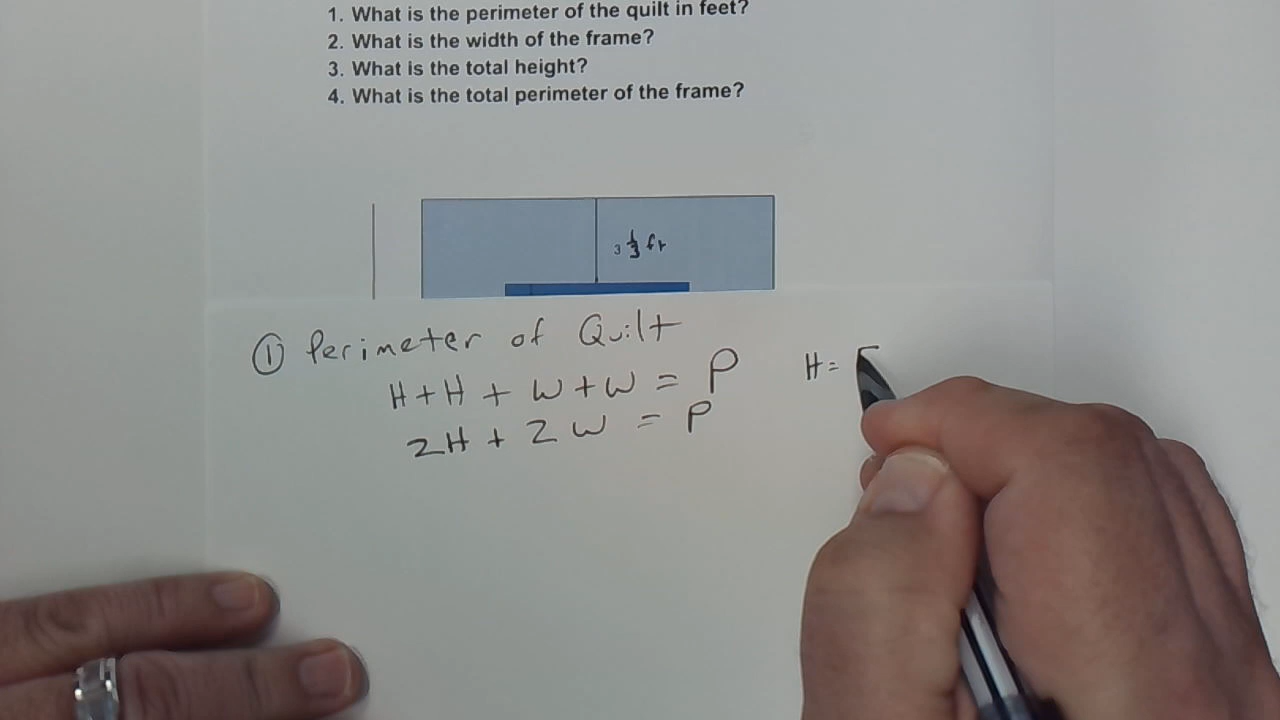 1. What is the perimeter of the quilt in feet?
2. What is the width of the frame?
3. What is the total height?
4. What is the total perimeter of the frame?
3 1/3 ft
① Perimeter of Quilt
H + H + W + W = P
H =
2H + 2W = P